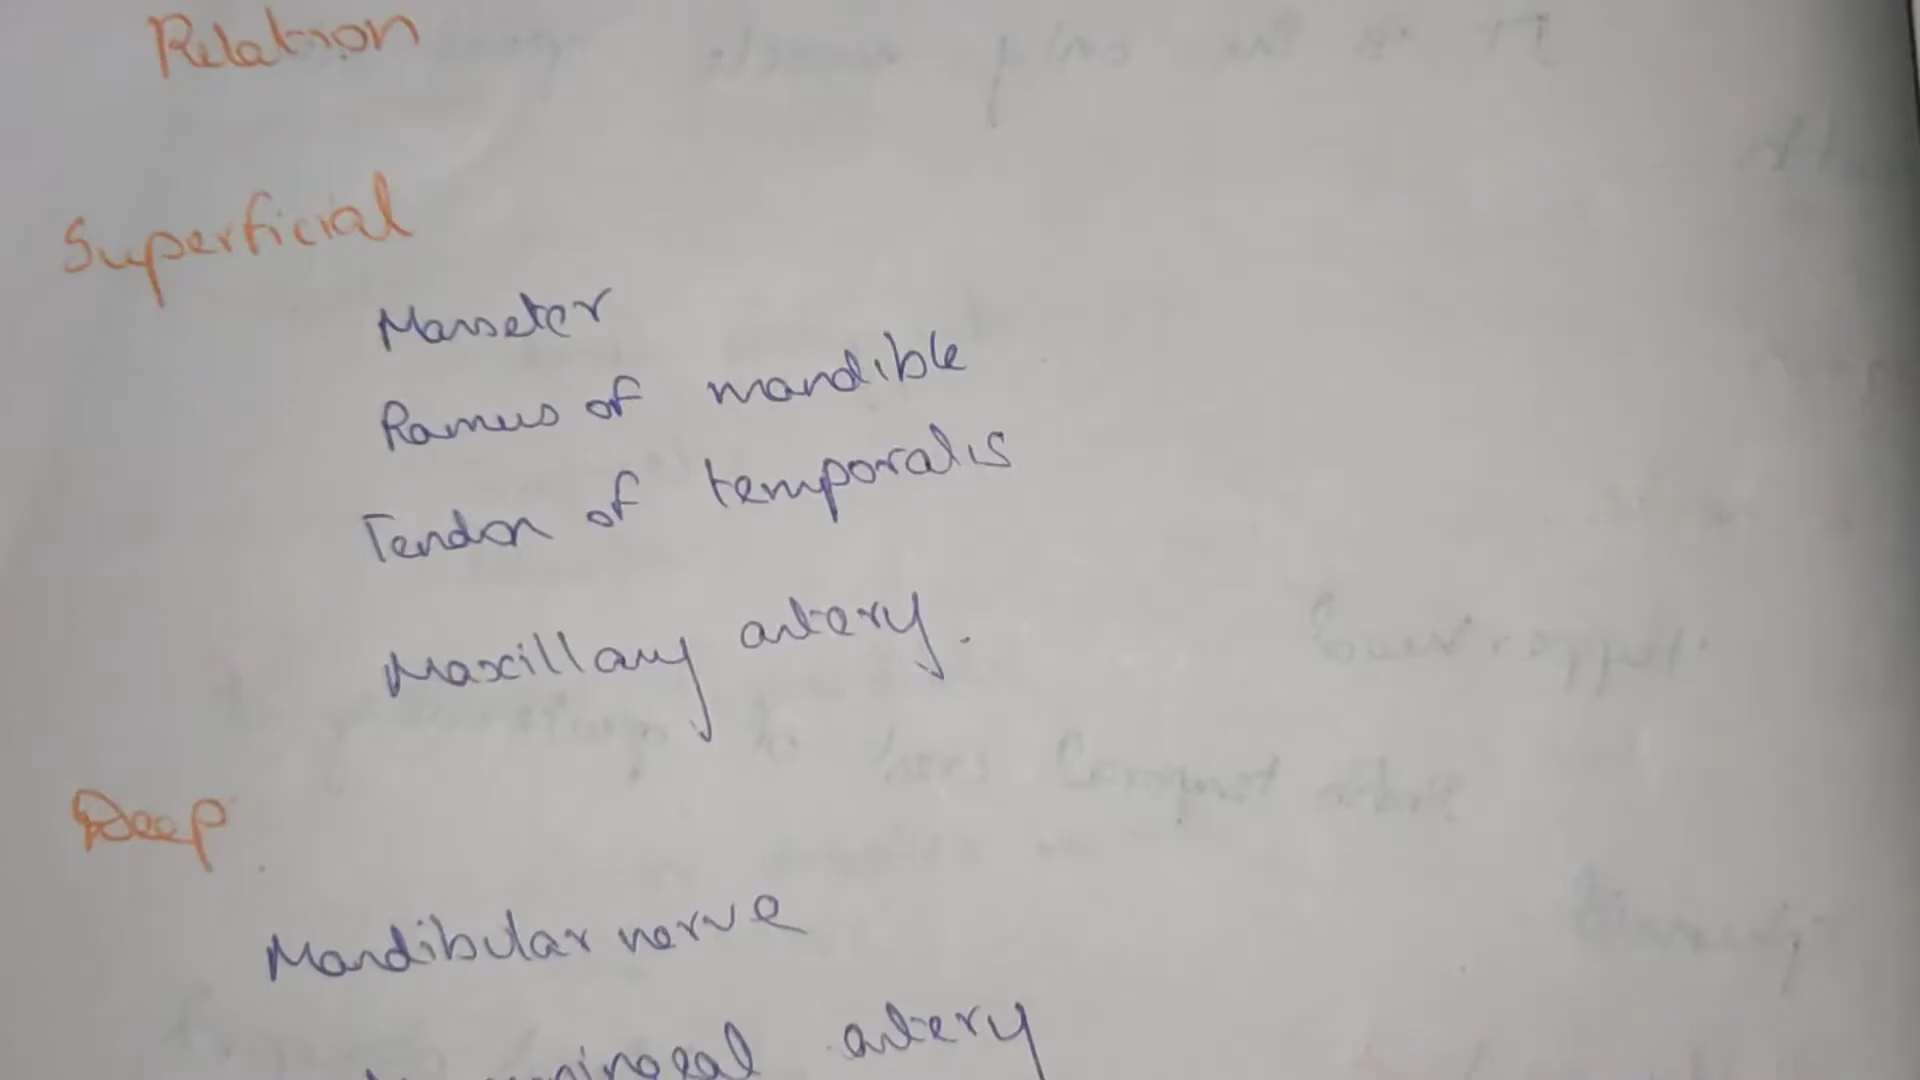 Relation
Superficial
Masseter
Ramus of mandible
Tendon of temporalis
Maxillary artery.
Deep
Mandibular nerve
artery